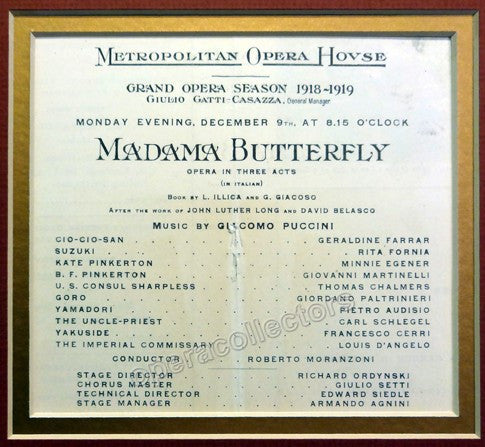 METROPOLITAN OPERA HOVSE
GRAND OPERA SEASON 1918-1919
GIULIO GATTI-CASAZZA, General Manager
MONDAY EVENING, DECEMBER 9TH, AT 8.15 O'CLOCK
MADAMA BUTTERFLY
OPERA IN THREE ACTS
(IN ITALIAN)
BOOK BY L. ILLICA AND G. GIACOSO
AFTER THE WORK OF JOHN LUTHER LONG AND DAVID BELASCO
MUSIC BY GIACOMO PUCCINI
CIO-CIO-SAN GERALDINE FARRAR
SUZUKI RITA FORNIA
KATE PINKERTON MINNIE EGENER
B. F. PINKERTON GIOVANNI MARTINELLI
U. S. CONSUL SHARPLESS THOMAS CHALMERS
GORO GIORDANO PALTRINIERI
YAMADORI PIETRO AUDISIO
THE UNCLE-PRIEST CARL SCHLEGEL
YAKUSIDE FRANCESCO CERRI
THE IMPERIAL COMMISSARY LOUIS D'ANGELO
CONDUCTOR ROBERTO MORANZONI
STAGE DIRECTOR RICHARD ORDYNSKI
CHORUS MASTER GIULIO SETTI
TECHNICAL DIRECTOR EDWARD SIEDLE
STAGE MANAGER ARMANDO AGNINI